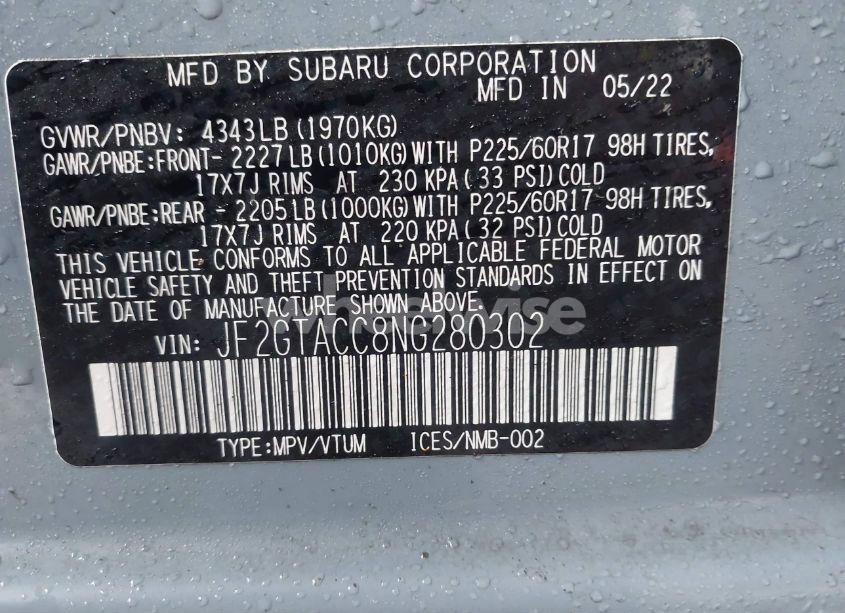 MFD BY SUBARU CORPORATION
MFD IN 05/22
GVWR/PNBV: 4343LB (1970KG)
GAWR/PNBE:FRONT- 2227LB (1010KG) WITH P225/60R17 98H TIRES,
17X7J RIMS AT 230 KPA ( 33 PSI) COLD
GAWR/PNBE:REAR - 2205LB (1000KG) WITH P225/60R17 98H TIRES,
17X7J RIMS AT 220 KPA ( 32 PSI) COLD
THIS VEHICLE CONFORMS TO ALL APPLICABLE FEDERAL MOTOR
VEHICLE SAFETY AND THEFT PREVENTION STANDARDS IN EFFECT ON
THE DATE OF MANUFACTURE SHOWN ABOVE.
VIN: JF2GTACC8NG280302
TYPE:MPV/VTUM ICES/NMB-002